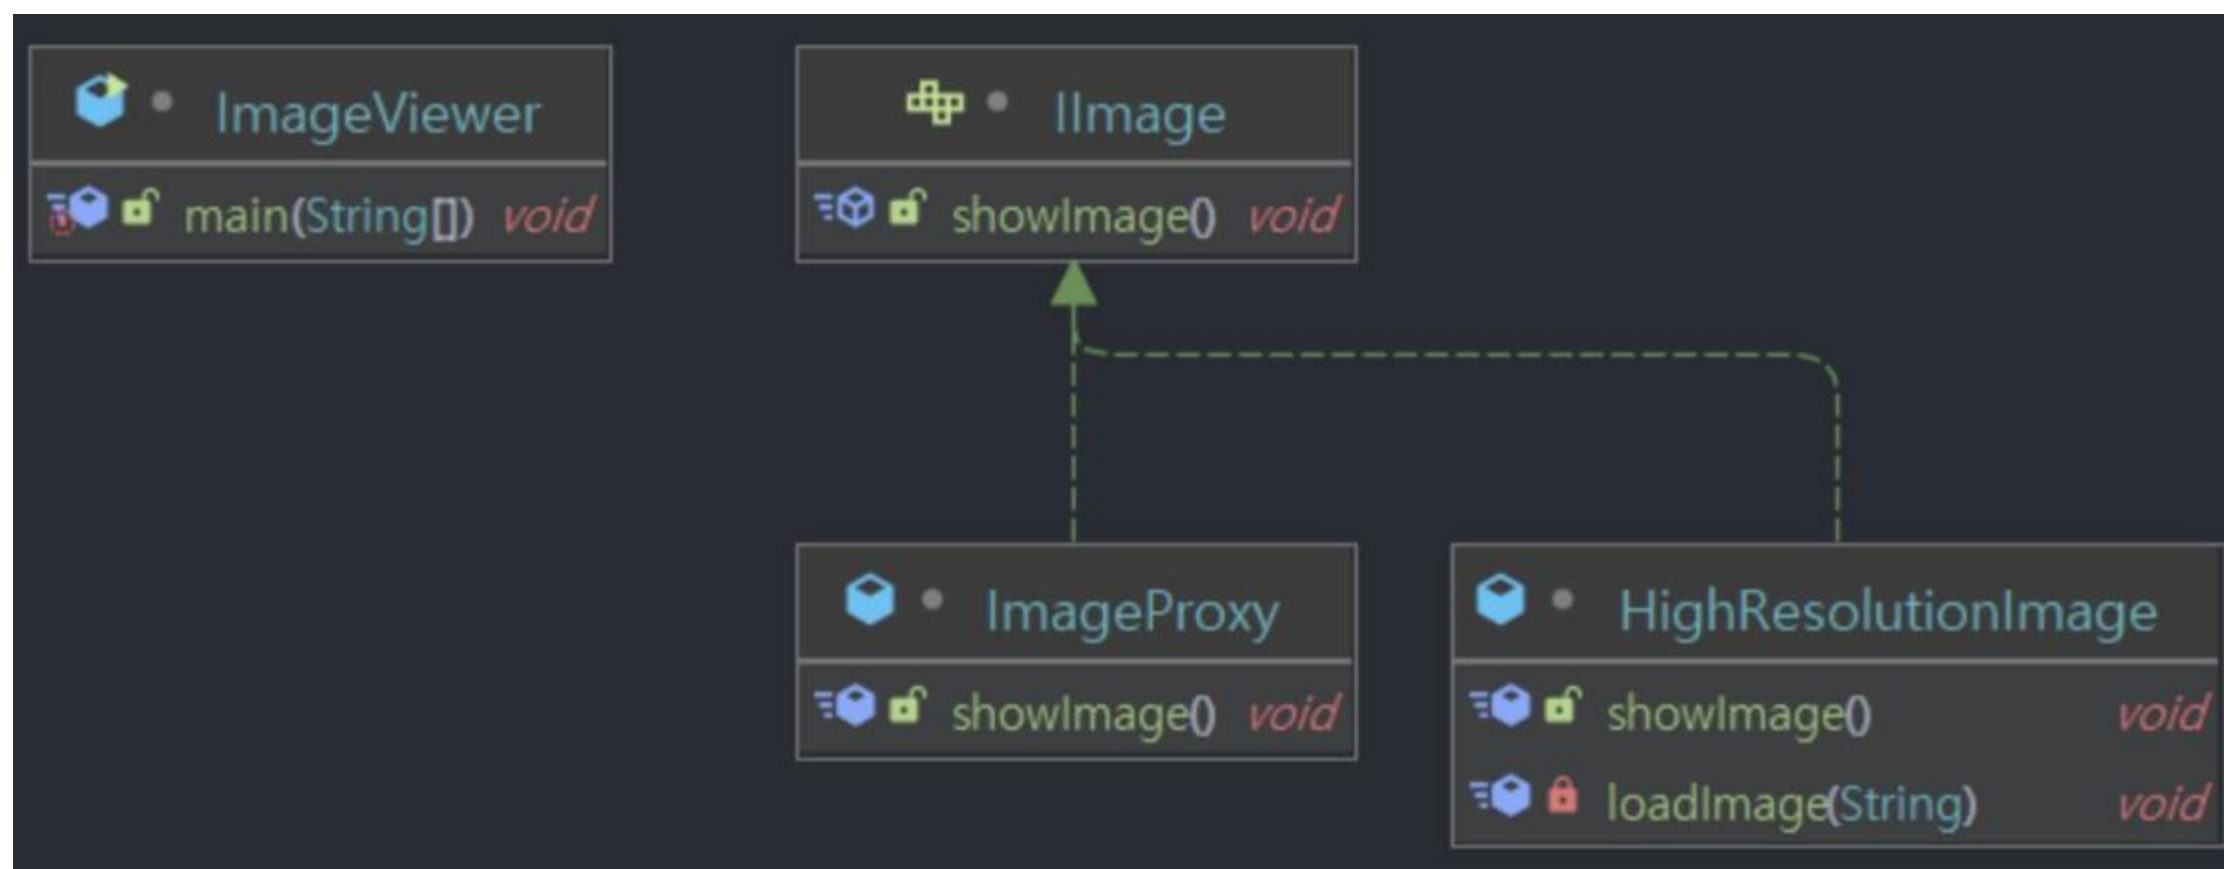 ImageViewer
main(String[]) void
IImage
showImage() void
ImageProxy
showImage() void
HighResolutionImage
showImage() void
loadImage(String) void